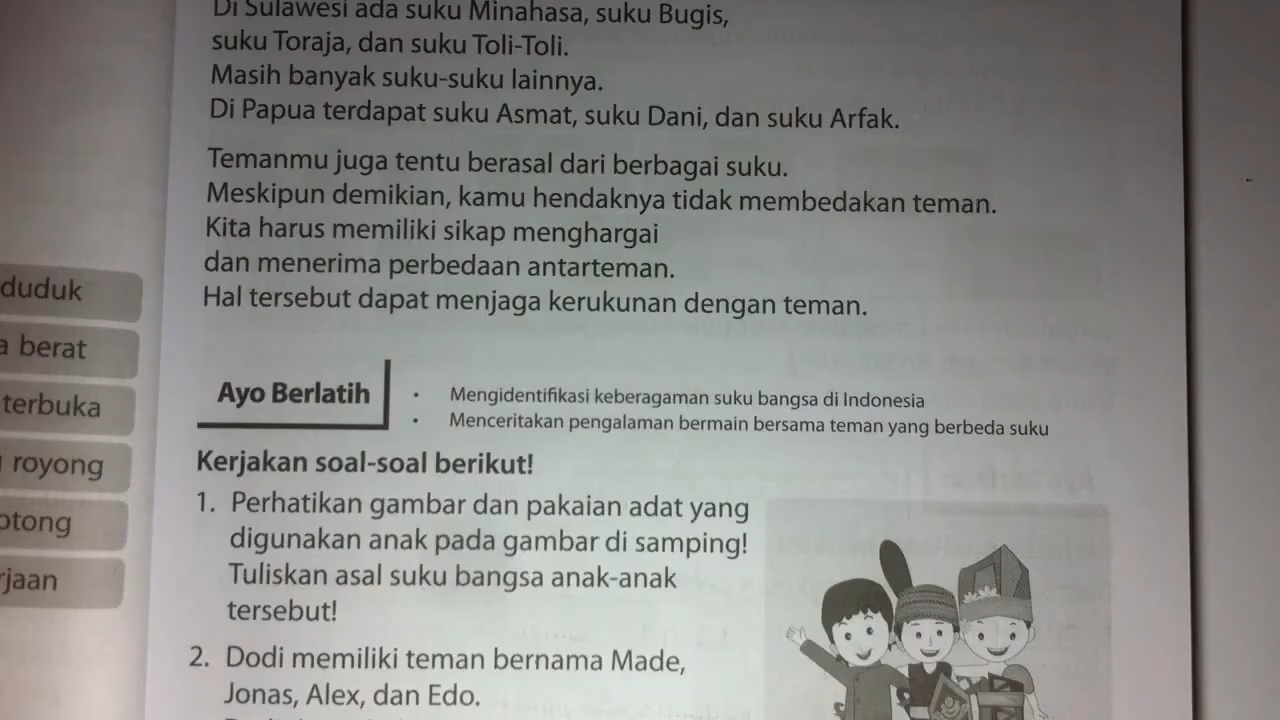 Di Sulawesi ada suku Minahasa, suku Bugis,
suku Toraja, dan suku Toli-Toli.
Masih banyak suku-suku lainnya.
Di Papua terdapat suku Asmat, suku Dani, dan suku Arfak.
Temanmu juga tentu berasal dari berbagai suku.
Meskipun demikian, kamu hendaknya tidak membedakan teman.
Kita harus memiliki sikap menghargai
dan menerima perbedaan antarteman.
Hal tersebut dapat menjaga kerukunan dengan teman.
duduk
berat
terbuka
royong
Ayo Berlatih
• Mengidentifikasi keberagaman suku bangsa di Indonesia
• Menceritakan pengalaman bermain bersama teman yang berbeda suku
Kerjakan soal-soal berikut!
1. Perhatikan gambar dan pakaian adat yang
digunakan anak pada gambar di samping!
Tuliskan asal suku bangsa anak-anak
tersebut!
2. Dodi memiliki teman bernama Made,
Jonas, Alex, dan Edo.